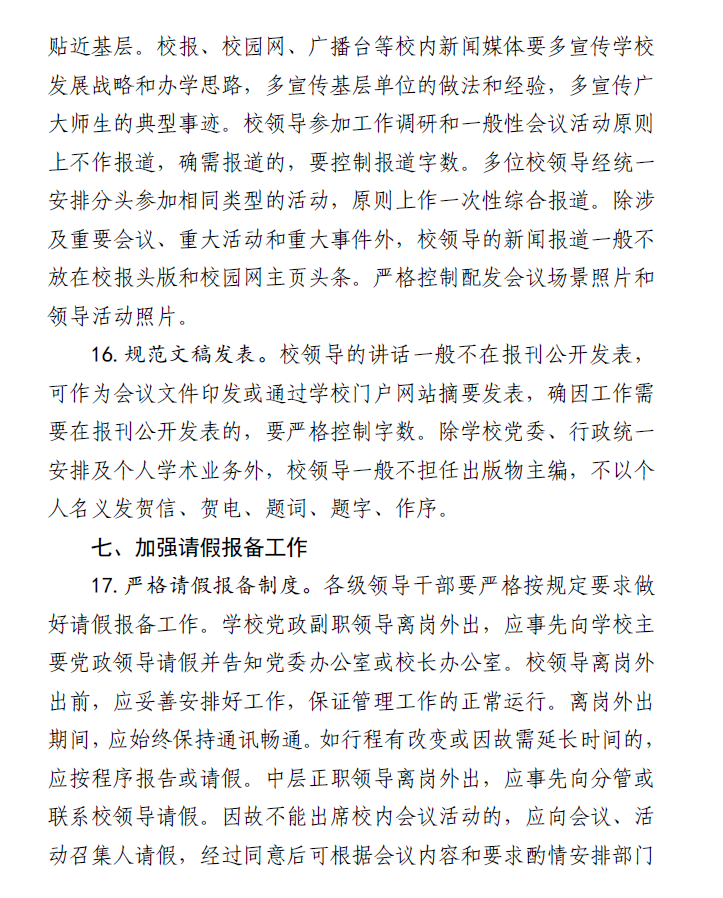 贴近基层。校报、校园网、广播台等校内新闻媒体要多宣传学校
发展战略和办学思路，多宣传基层单位的做法和经验，多宣传广
大师生的典型事迹。校领导参加工作调研和一般性会议活动原则
上不作报道，确需报道的，要控制报道字数。多位校领导经统一
安排分头参加相同类型的活动，原则上作一次性综合报道。除涉
及重要会议、重大活动和重大事件外，校领导的新闻报道一般不
放在校报头版和校园网主页头条。严格控制配发会议场景照片和
领导活动照片。
16.规范文稿发表。校领导的讲话一般不在报刊公开发表，
可作为会议文件印发或通过学校门户网站摘要发表，确因工作需
要在报刊公开发表的，要严格控制字数。除学校党委、行政统一
安排及个人学术业务外，校领导一般不担任出版物主编，不以个
人名义发贺信、贺电、题词、题字、作序。
七、加强请假报备工作
17.严格请假报备制度。各级领导干部要严格按规定要求做
好请假报备工作。学校党政副职领导离岗外出，应事先向学校主
要党政领导请假并告知党委办公室或校长办公室。校领导离岗外
出前，应妥善安排好工作，保证管理工作的正常运行。离岗外出
期间，应始终保持通讯畅通。如行程有改变或因故需延长时间的，
应按程序报告或请假。中层正职领导离岗外出，应事先向分管或
联系校领导请假。因故不能出席校内会议活动的，应向会议、活
动召集人请假，经过同意后可根据会议内容和要求酌情安排部门